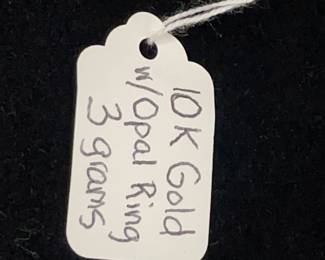 10K Gold
w/Opal Ring
3 grams